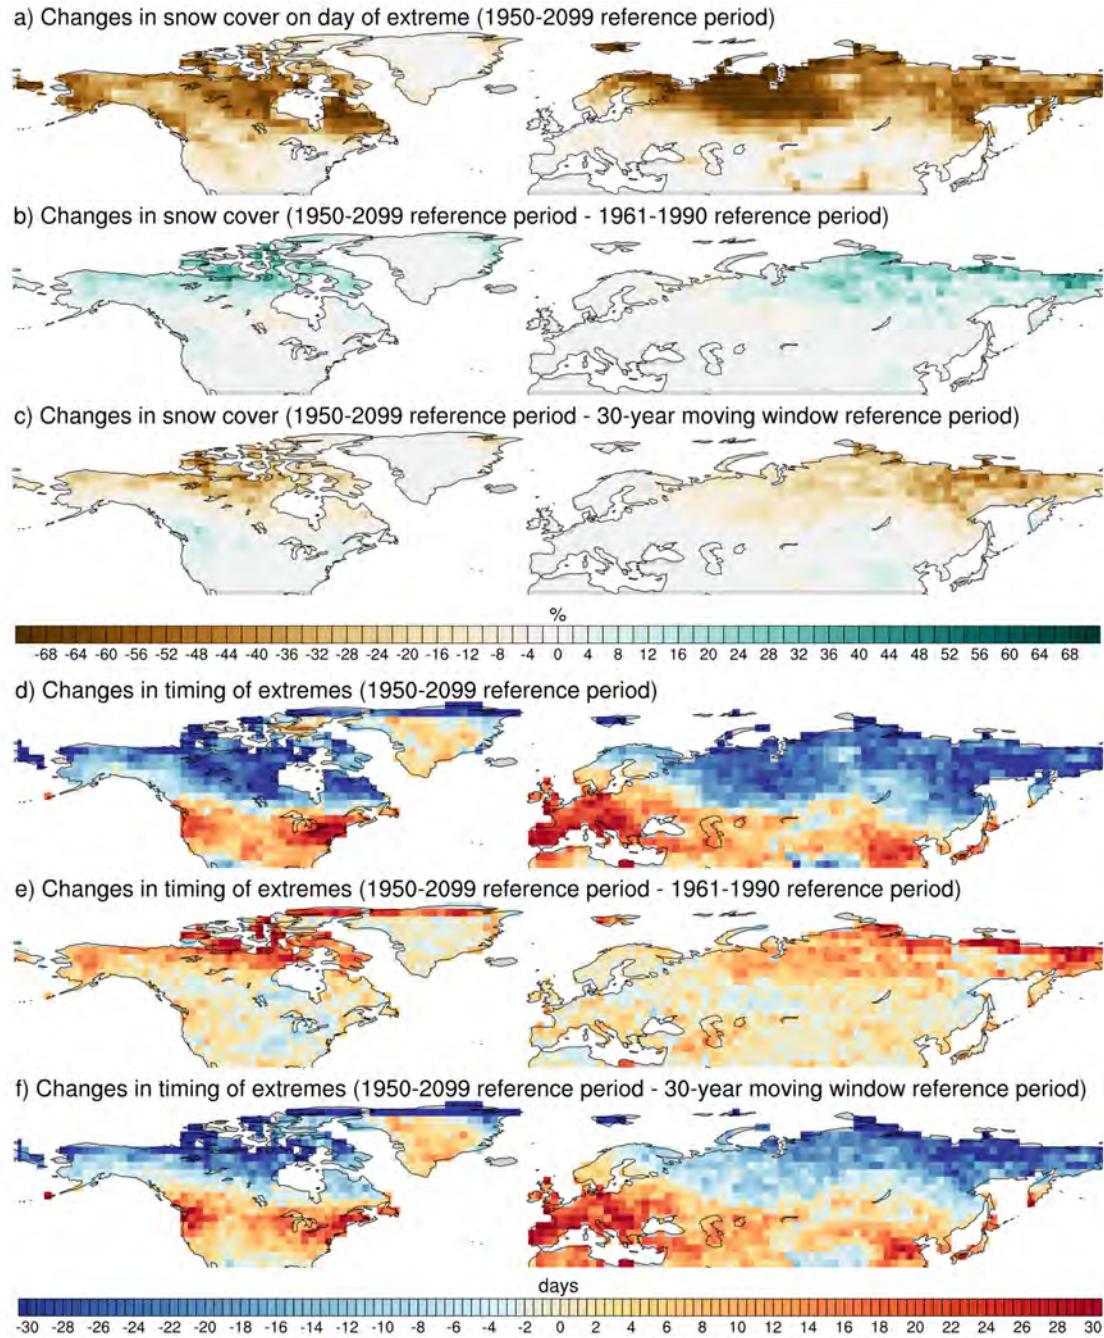 a) Changes in snow cover on day of extreme (1950-2099 reference period)
b) Changes in snow cover (1950-2099 reference period - 1961-1990 reference period)
c) Changes in snow cover (1950-2099 reference period - 30-year moving window reference period)
%
-68 -64 -60 -56 -52 -48 -44 -40 -36 -32 -28 -24 -20 -16 -12 -8 -4 0 4 8 12 16 20 24 28 32 36 40 44 48 52 56 60 64 68
d) Changes in timing of extremes (1950-2099 reference period)
e) Changes in timing of extremes (1950-2099 reference period - 1961-1990 reference period)
f) Changes in timing of extremes (1950-2099 reference period - 30-year moving window reference period)
days
-30 -28 -26 -24 -22 -20 -18 -16 -14 -12 -10 -8 -6 -4 -2 0 2 4 6 8 10 12 14 16 18 20 22 24 26 28 30